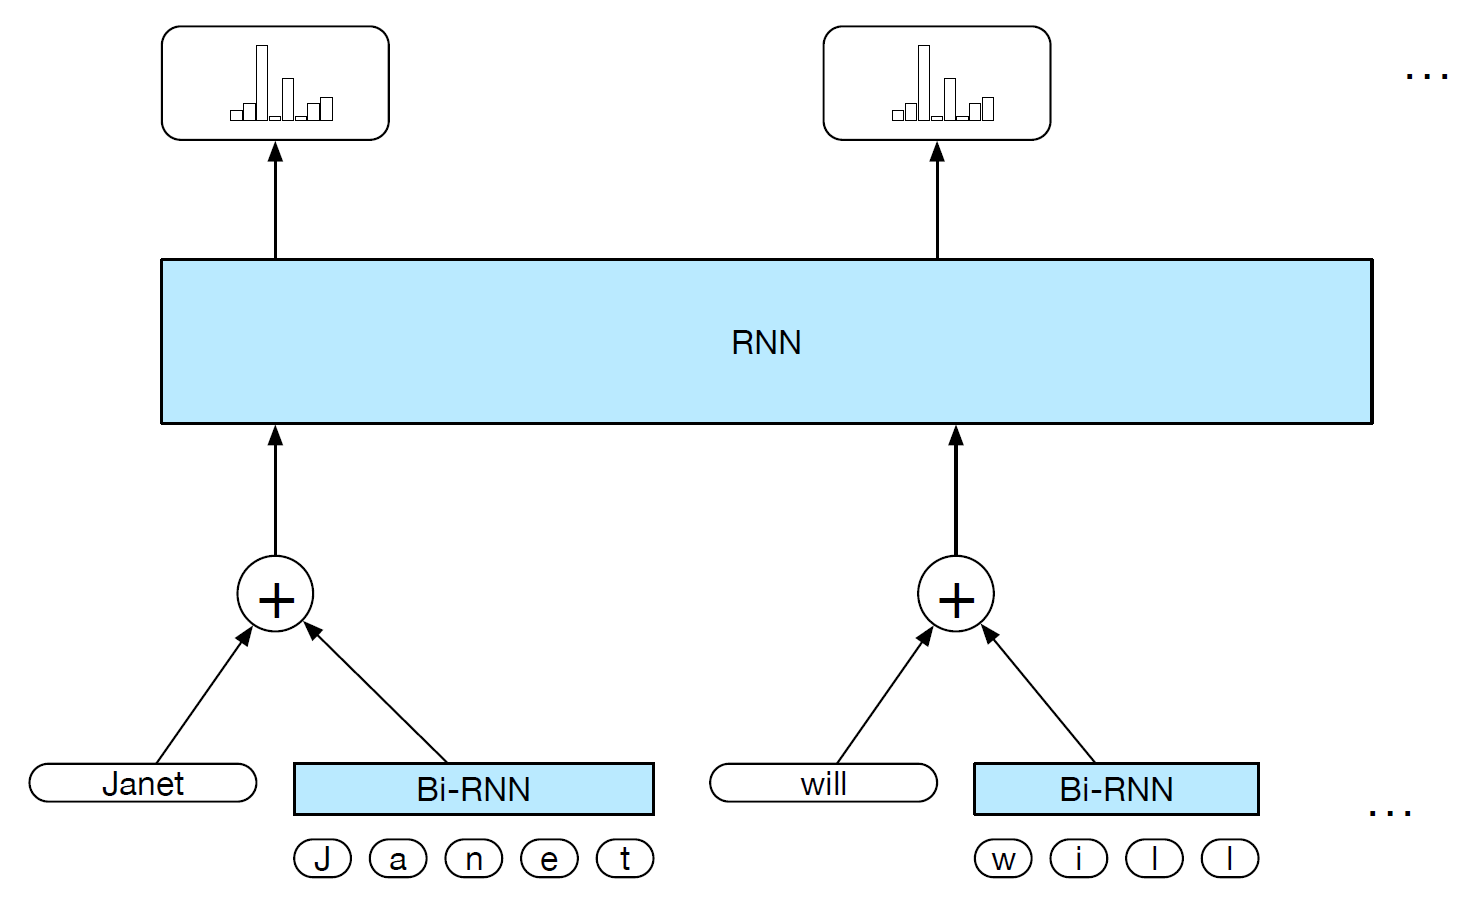 ...
RNN
+ +
Janet Bi-RNN will Bi-RNN ...
J a n e t w i l l